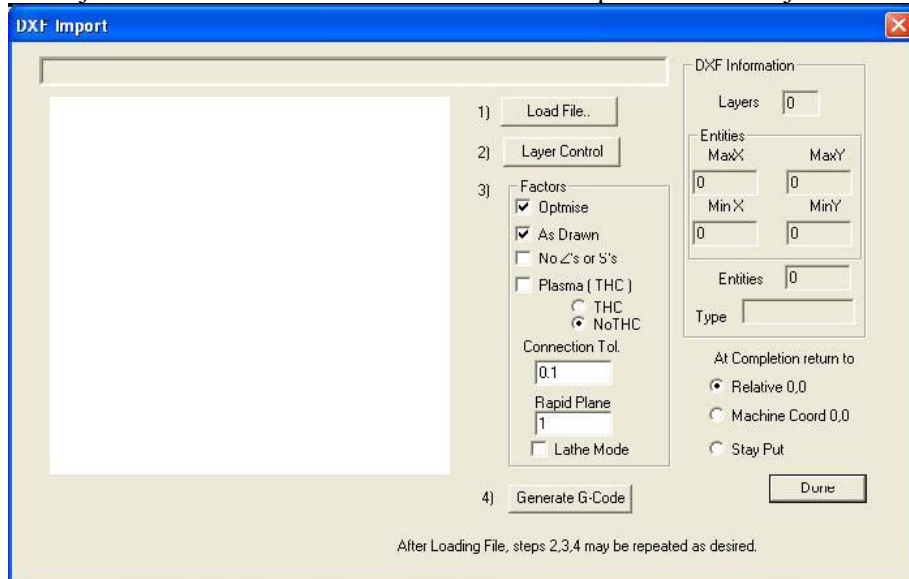 DXF Import
DXF Information
Layers 0
Entities
MaxX MaxY
0 0
Min X MinY
0 0
Entities 0
Type
1) Load File..
2) Layer Control
3) Factors
Optmise
As Drawn
No Z's or S's
Plasma ( THC )
THC
NoTHC
Connection Tol.
0.1
Rapid Plane
1
Lathe Mode
At Completion return to
Relative 0,0
Machine Coord 0,0
Stay Put
Done
4) Generate G-Code
After Loading File, steps 2,3,4 may be repeated as desired.